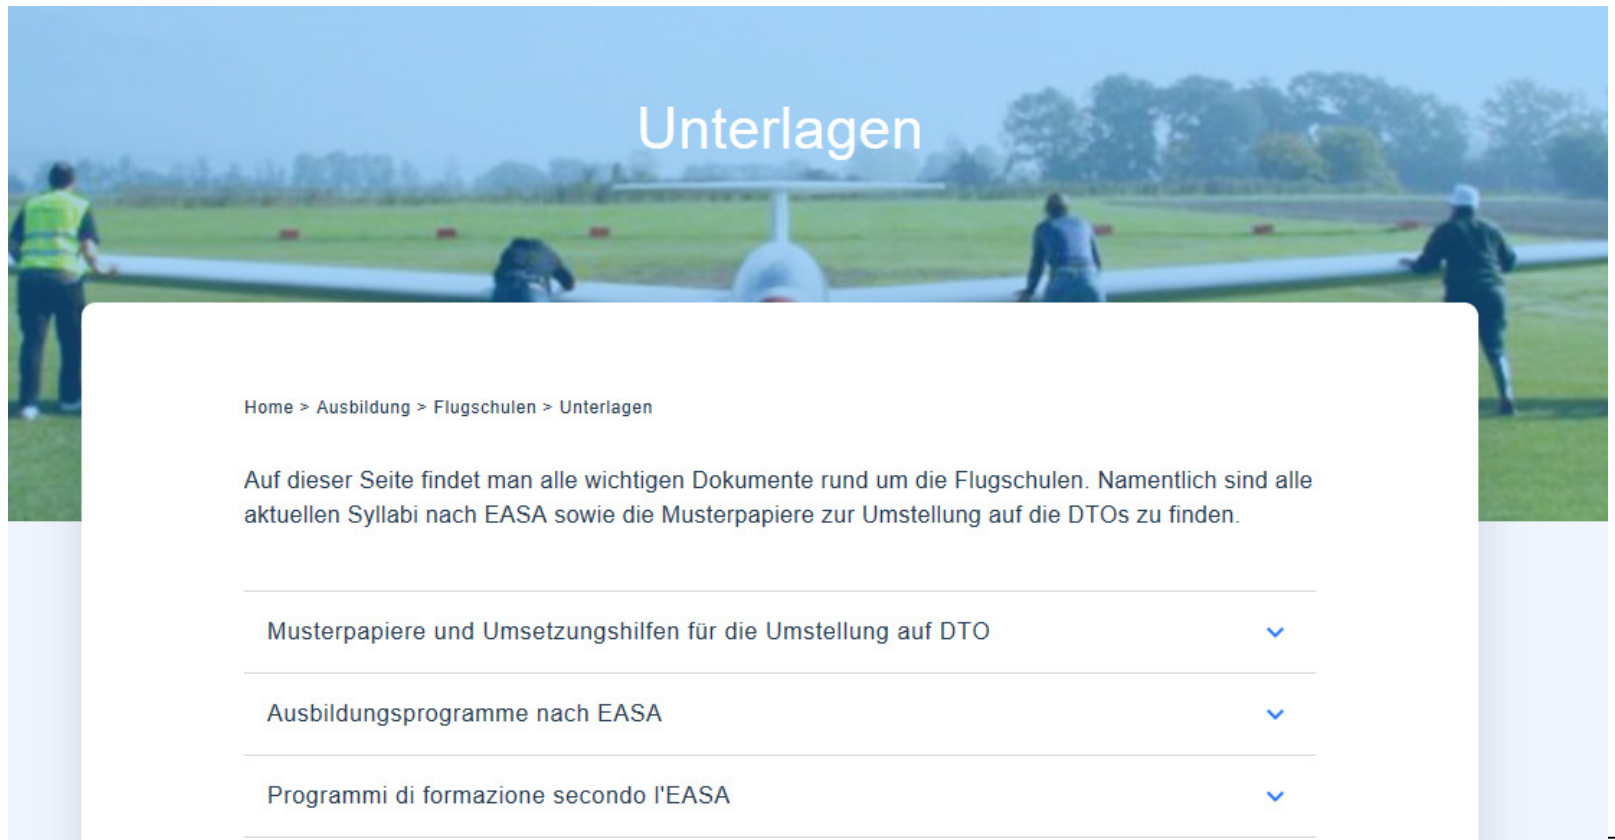 Unterlagen
Home > Ausbildung > Flugschulen > Unterlagen
Auf dieser Seite findet man alle wichtigen Dokumente rund um die Flugschulen. Namentlich sind alle
aktuellen Syllabi nach EASA sowie die Musterpapiere zur Umstellung auf die DTOs zu finden.
Musterpapiere und Umsetzungshilfen für die Umstellung auf DTO
Ausbildungsprogramme nach EASA
Programmi di formazione secondo l'EASA